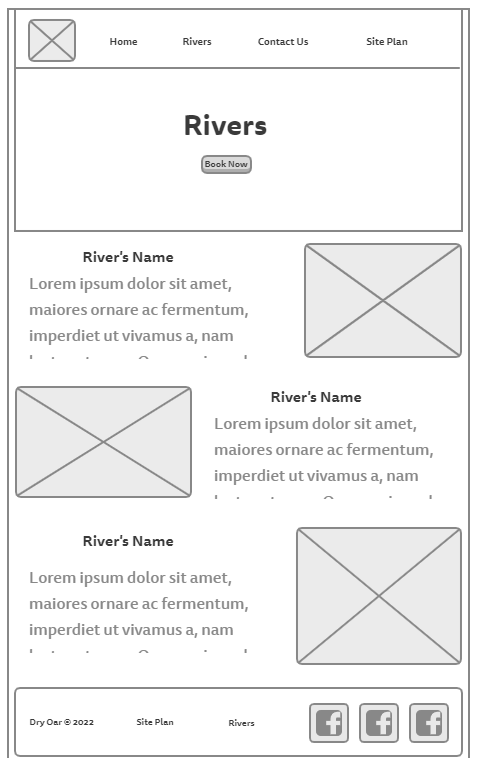 Home Rivers Contact Us Site Plan
Rivers
Book Now
River's Name
Lorem ipsum dolor sit amet,
maiores ornare ac fermentum,
imperdiet ut vivamus a, nam
River's Name
Lorem ipsum dolor sit amet,
maiores ornare ac fermentum,
imperdiet ut vivamus a, nam
River's Name
Lorem ipsum dolor sit amet,
maiores ornare ac fermentum,
imperdiet ut vivamus a, nam
Dry Oar © 2022 Site Plan Rivers